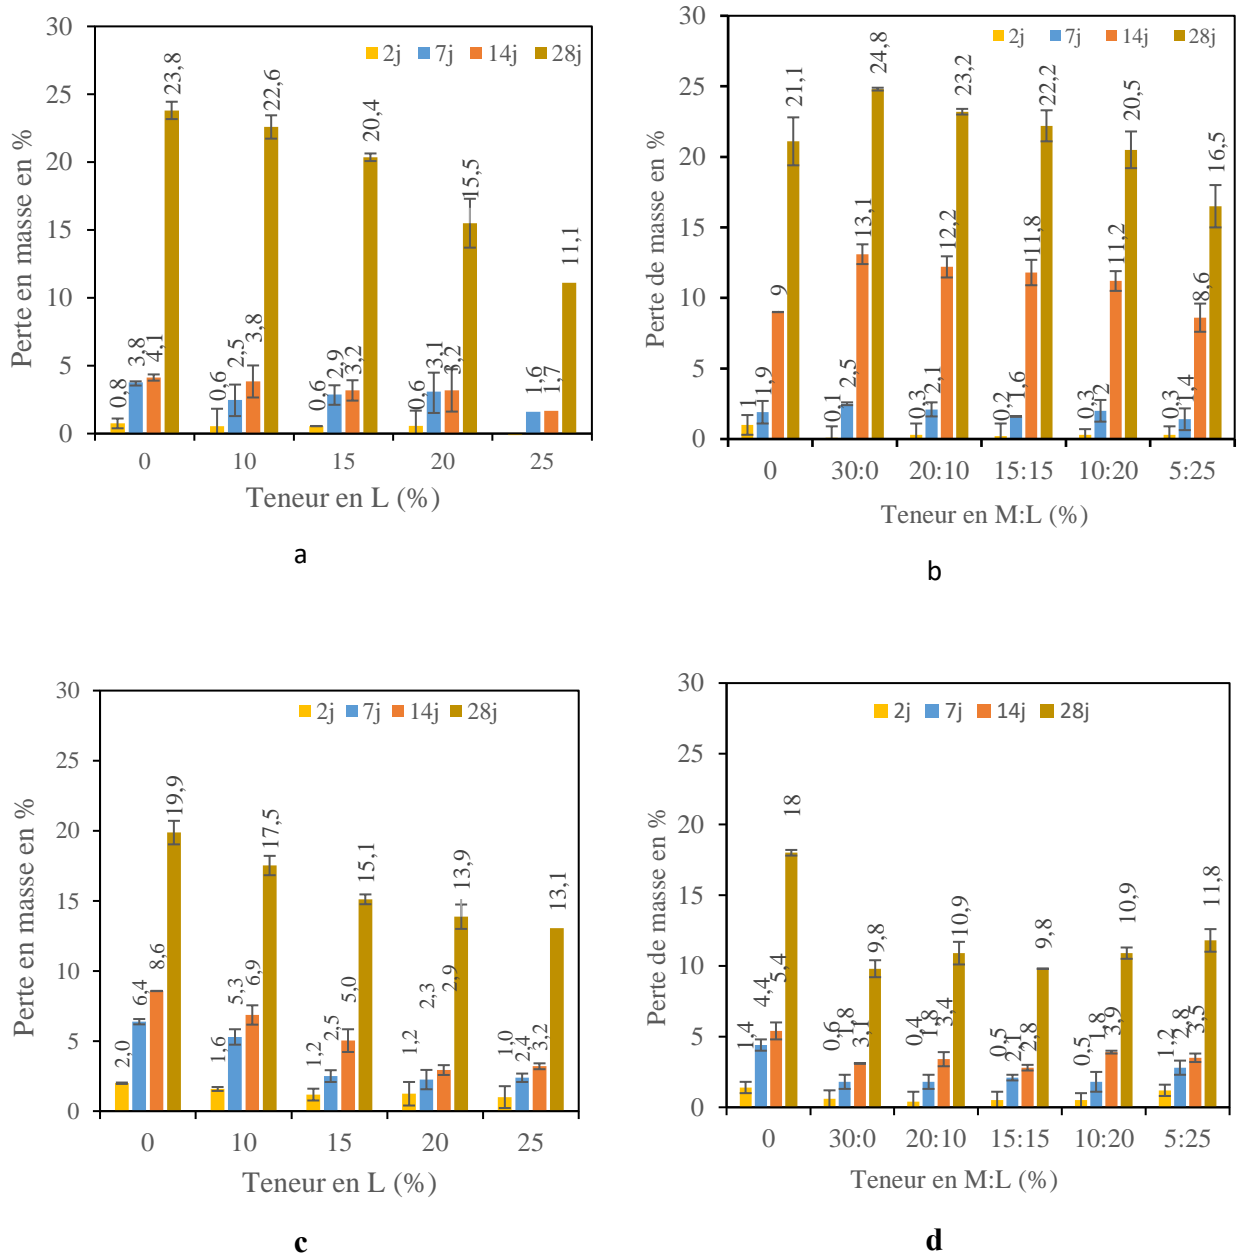 30
25
20
15
10
5
0
Perte en masse en %
2j 7j 14j 28j
0,8 3,8 4,1 23,8
0,6 2,5 3,8 22,6
0,6 2,9 3,2 20,4
0,6 3,1 3,2 15,5
1,6 1,7 11,1
0 10 15 20 25
Teneur en L (%)
a
30
25
20
15
10
5
0
Perte de masse en %
2j 7j 14j 28j
1 1,9 9 21,1
0,1 2,5 13,1 24,8
0,3 2,1 12,2 23,2
0,2 1,6 11,8 22,2
0,3 2 11,2 20,5
0,3 1,4 8,6 16,5
0 30:0 20:10 15:15 10:20 5:25
Teneur en M:L (%)
b
30
25
20
15
10
5
0
Perte en masse en %
2j 7j 14j 28j
2,0 6,4 8,6 19,9
1,6 5,3 6,9 17,5
1,2 2,5 5,0 15,1
1,2 2,3 2,9 13,9
1,0 2,4 3,2 13,1
0 10 15 20 25
Teneur en L (%)
c
30
25
20
15
10
5
0
Perte de masse en %
2j 7j 14j 28j
1,4 4,4 5,4 18
0,6 1,8 3,1 9,8
0,4 1,8 3,4 10,9
0,5 2,1 2,8 9,8
0,5 1,8 3,9 10,9
1,2 2,8 3,5 11,8
0 30:0 20:10 15:15 10:20 5:25
Teneur en M:L (%)
d